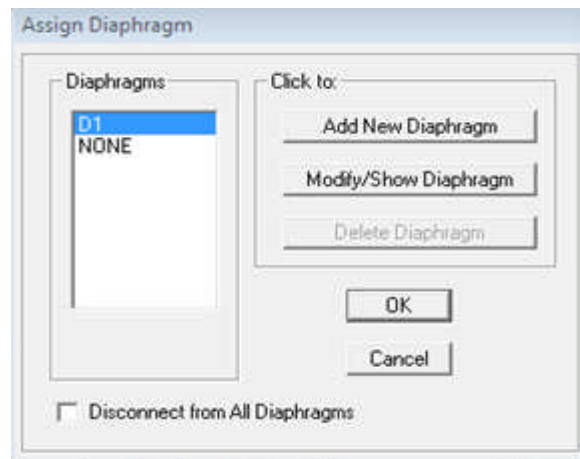 Assign Diaphragm
Diaphragms
D1
NONE
Click to:
Add New Diaphragm
Modify/Show Diaphragm
Delete Diaphragm
OK
Cancel
Disconnect from All Diaphragms